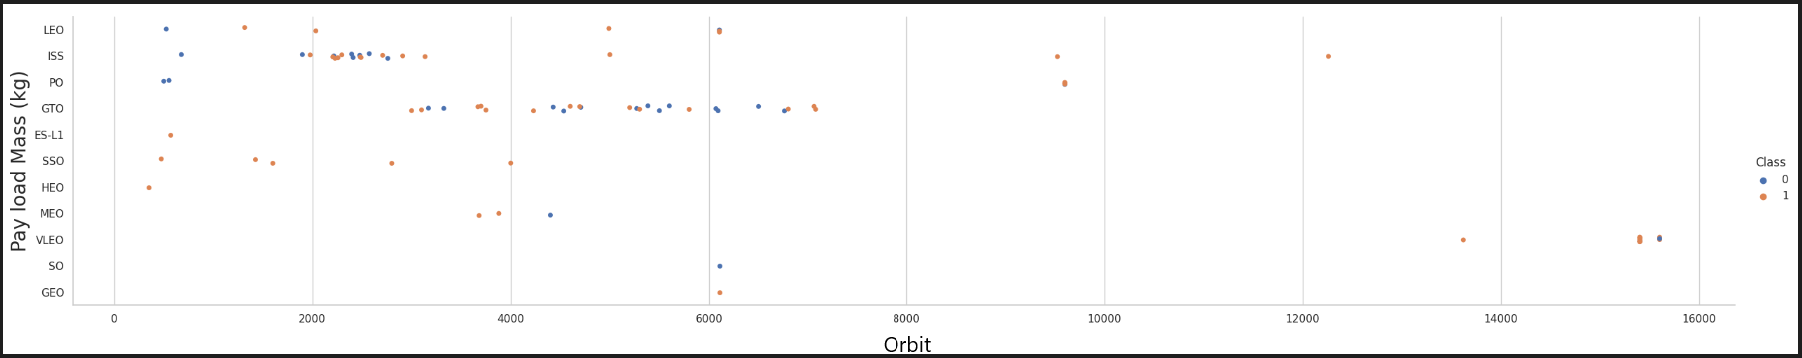 Pay load Mass (kg)
LEO
ISS
PO
GTO
ES-L1
SSO
HEO
MEO
VLEO
SO
GEO
0 2000 4000 6000 8000 10000 12000 14000 16000
Orbit
Class
0
1